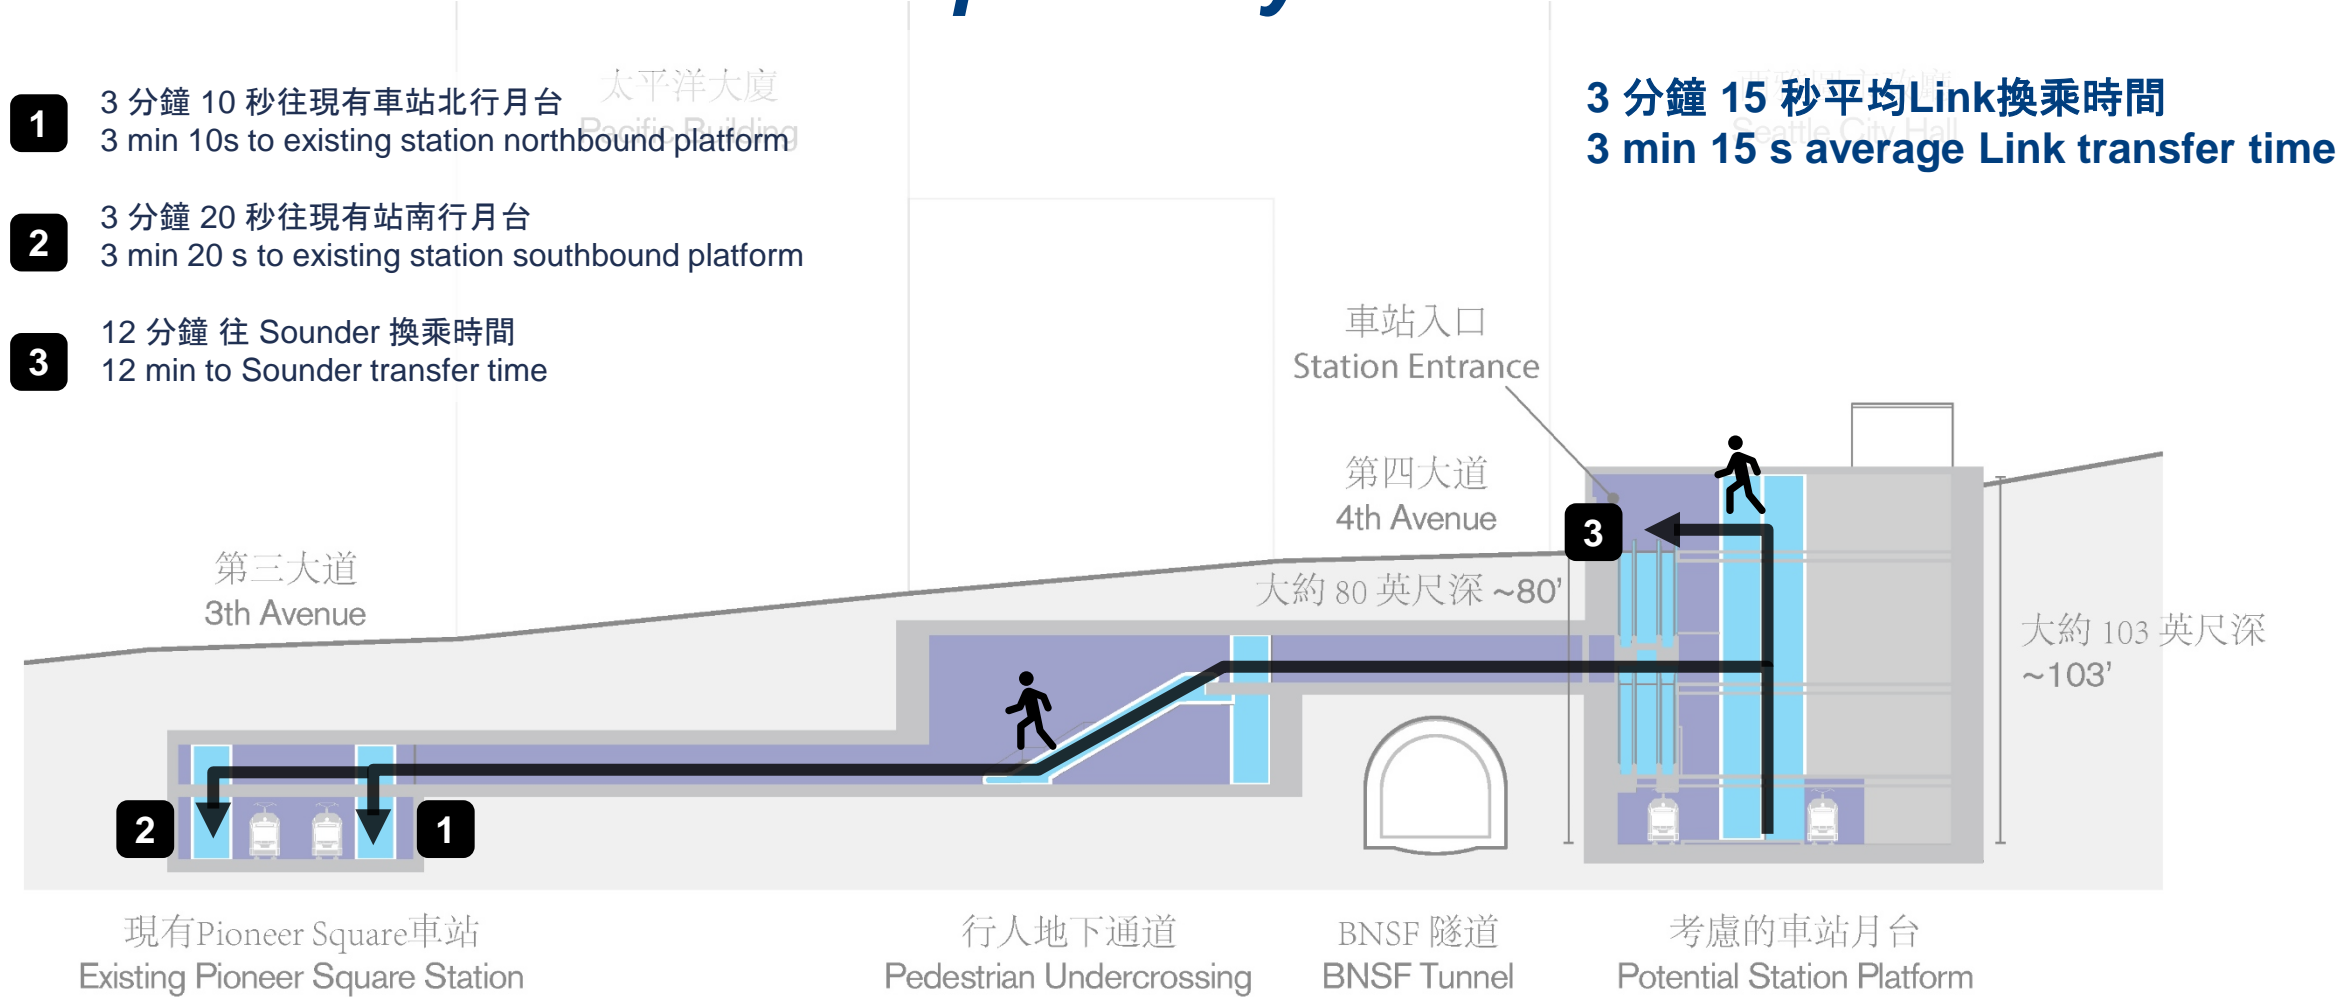 1
3 分鐘 10 秒往現有車站北行月台
3 min 10s to existing station northbound platform
太平洋大廈
Pacific Building
3 分鐘 15 秒平均Link換乘時間
3 min 15 s average Link transfer time
Seattle City Hall
2
3 分鐘 20 秒往現有站南行月台
3 min 20 s to existing station southbound platform
3
12 分鐘 往 Sounder 換乘時間
12 min to Sounder transfer time
車站入口
Station Entrance
第四大道
4th Avenue
3
第三大道
3th Avenue
大約 80 英尺深 ~80'
大約 103 英尺深
~103'
2
1
現有Pioneer Square車站
Existing Pioneer Square Station
行人地下通道
Pedestrian Undercrossing
BNSF 隧道
BNSF Tunnel
考慮的車站月台
Potential Station Platform